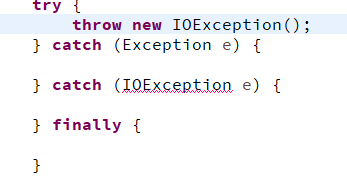 try {
throw new IOException();
} catch (Exception e) {
} catch (IOException e) {
} finally {
}